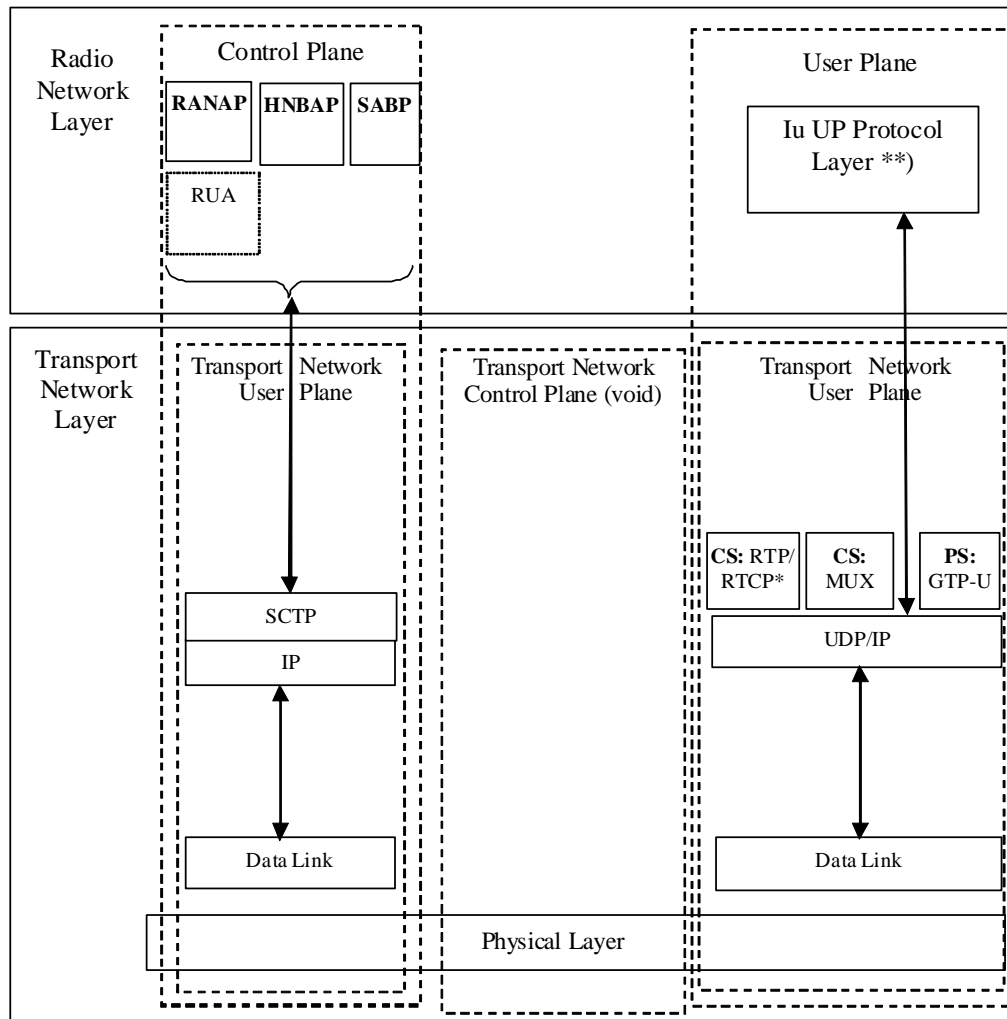 Radio
Network
Layer
Control Plane
RANAP
HNBAP
SABP
RUA
User Plane
Iu UP Protocol
Layer **)
Transport
Network
Layer
Transport Network
User Plane
Transport Network
Control Plane (void)
Transport Network
User Plane
SCTP
IP
CS: RTP/
RTCP*
CS:
MUX
PS:
GTP-U
UDP/IP
Data Link
Data Link
Physical Layer